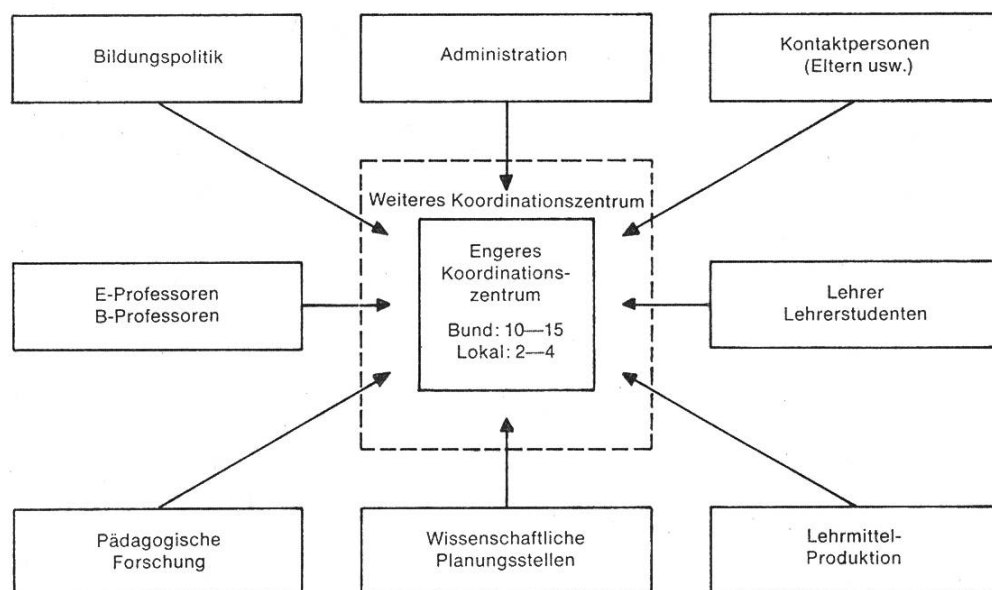 Bildungspolitik
Administration
Kontaktpersonen
(Eltern usw.)
Weiteres Koordinationszentrum
Engeres
Koordinations-
zentrum
Bund: 10—15
Lokal: 2—4
E-Professoren
B-Professoren
Lehrer
Lehrerstudenten
Pädagogische
Forschung
Wissenschaftliche
Planungsstellen
Lehrmittel-
Produktion